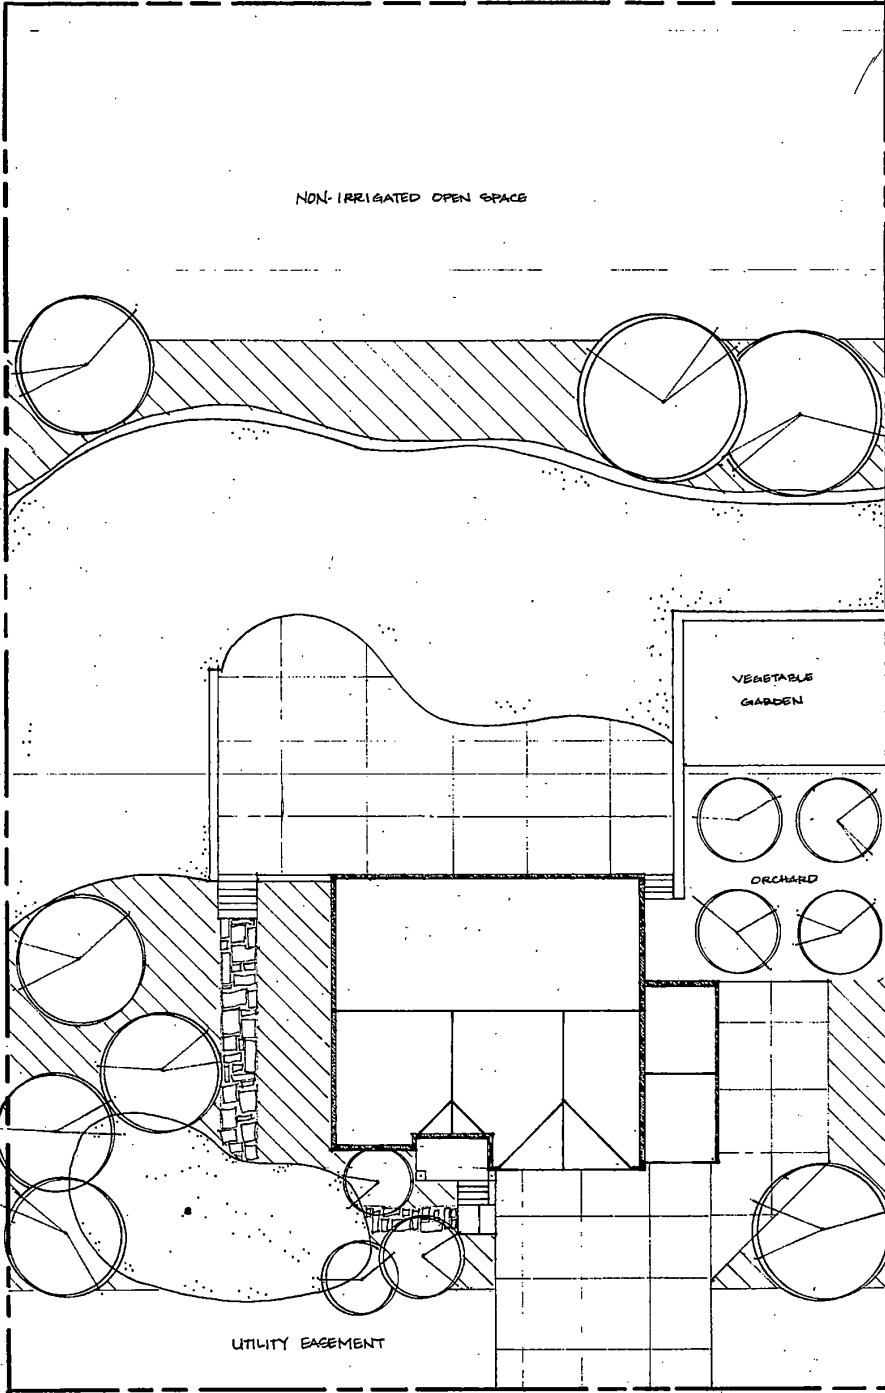 NON-IRRIGATED OPEN SPACE
VEGETABLE
GARDEN
ORCHARD
UTILITY EASEMENT